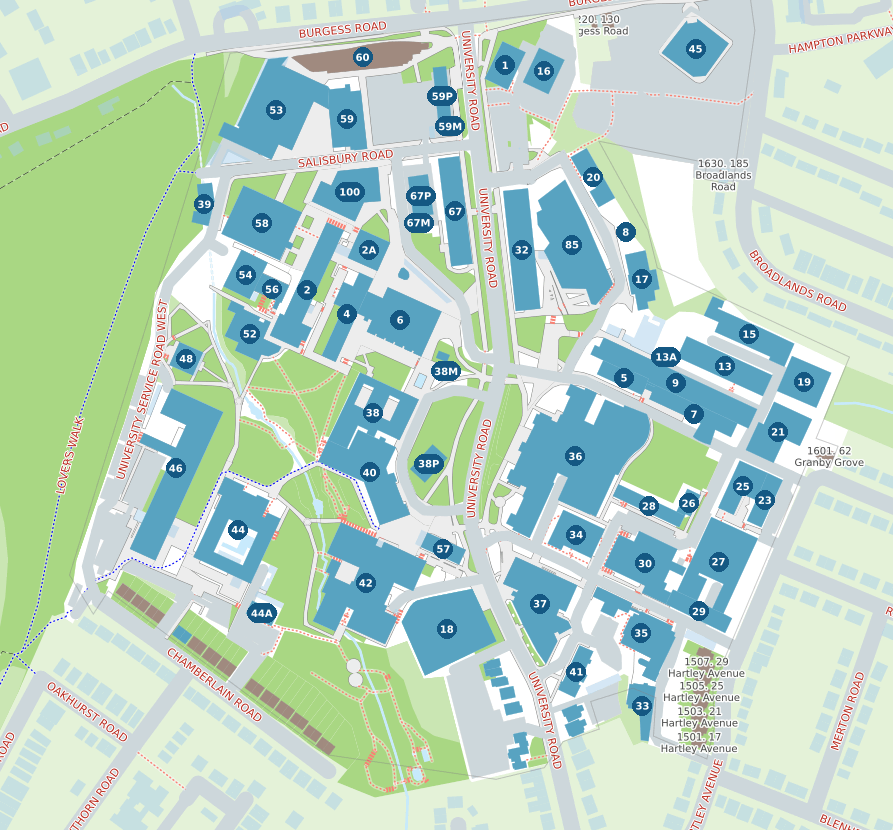 BURGESS ROAD
BURGE
220. 130
gess Road
HAMPTON PARKWAY
45
1
16
60
UNIVERSITY ROAD
59P
53
59
59M
SALISBURY ROAD
1630. 185
Broadlands
Road
20
100
67P
39
67
67M
58
UNIVERSITY ROAD
8
2A
32
85
54
17
56
2
BROADLANDS ROAD
4
6
52
15
UNIVERSITY SERVICE ROAD WEST
48
13A
13
38M
5
9
19
38
7
21
LOVERS WALK
UNIVERSITY ROAD
36
1601. 62
Granby Grove
46
40
38P
25
23
28
26
44
34
57
30
27
42
37
44A
29
18
35
1507. 29
Hartley Avenue
1505. 25
Hartley Avenue
1503. 21
Hartley Avenue
1501. 17
Hartley Avenue
41
33
CHAMBERLAIN ROAD
OAKHURST ROAD
UNIVERSITY ROAD
MERTON ROAD
THORN ROAD
TLEY AVENUE
BLENH